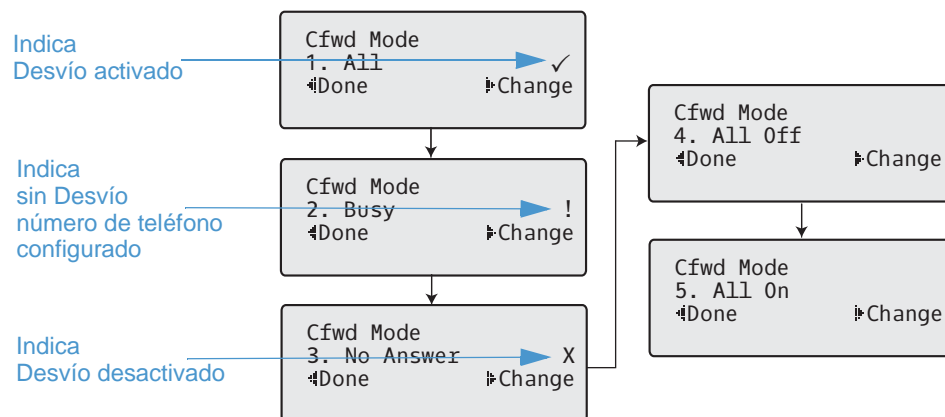 Indica
Desvío activado
Cfwd Mode
1. All ✓
Done Change
Indica
sin Desvío
número de teléfono
configurado
Cfwd Mode
2. Busy !
Done Change
Indica
Desvío desactivado
Cfwd Mode
3. No Answer X
Done Change
Cfwd Mode
4. All Off
Done Change
Cfwd Mode
5. All On
Done Change